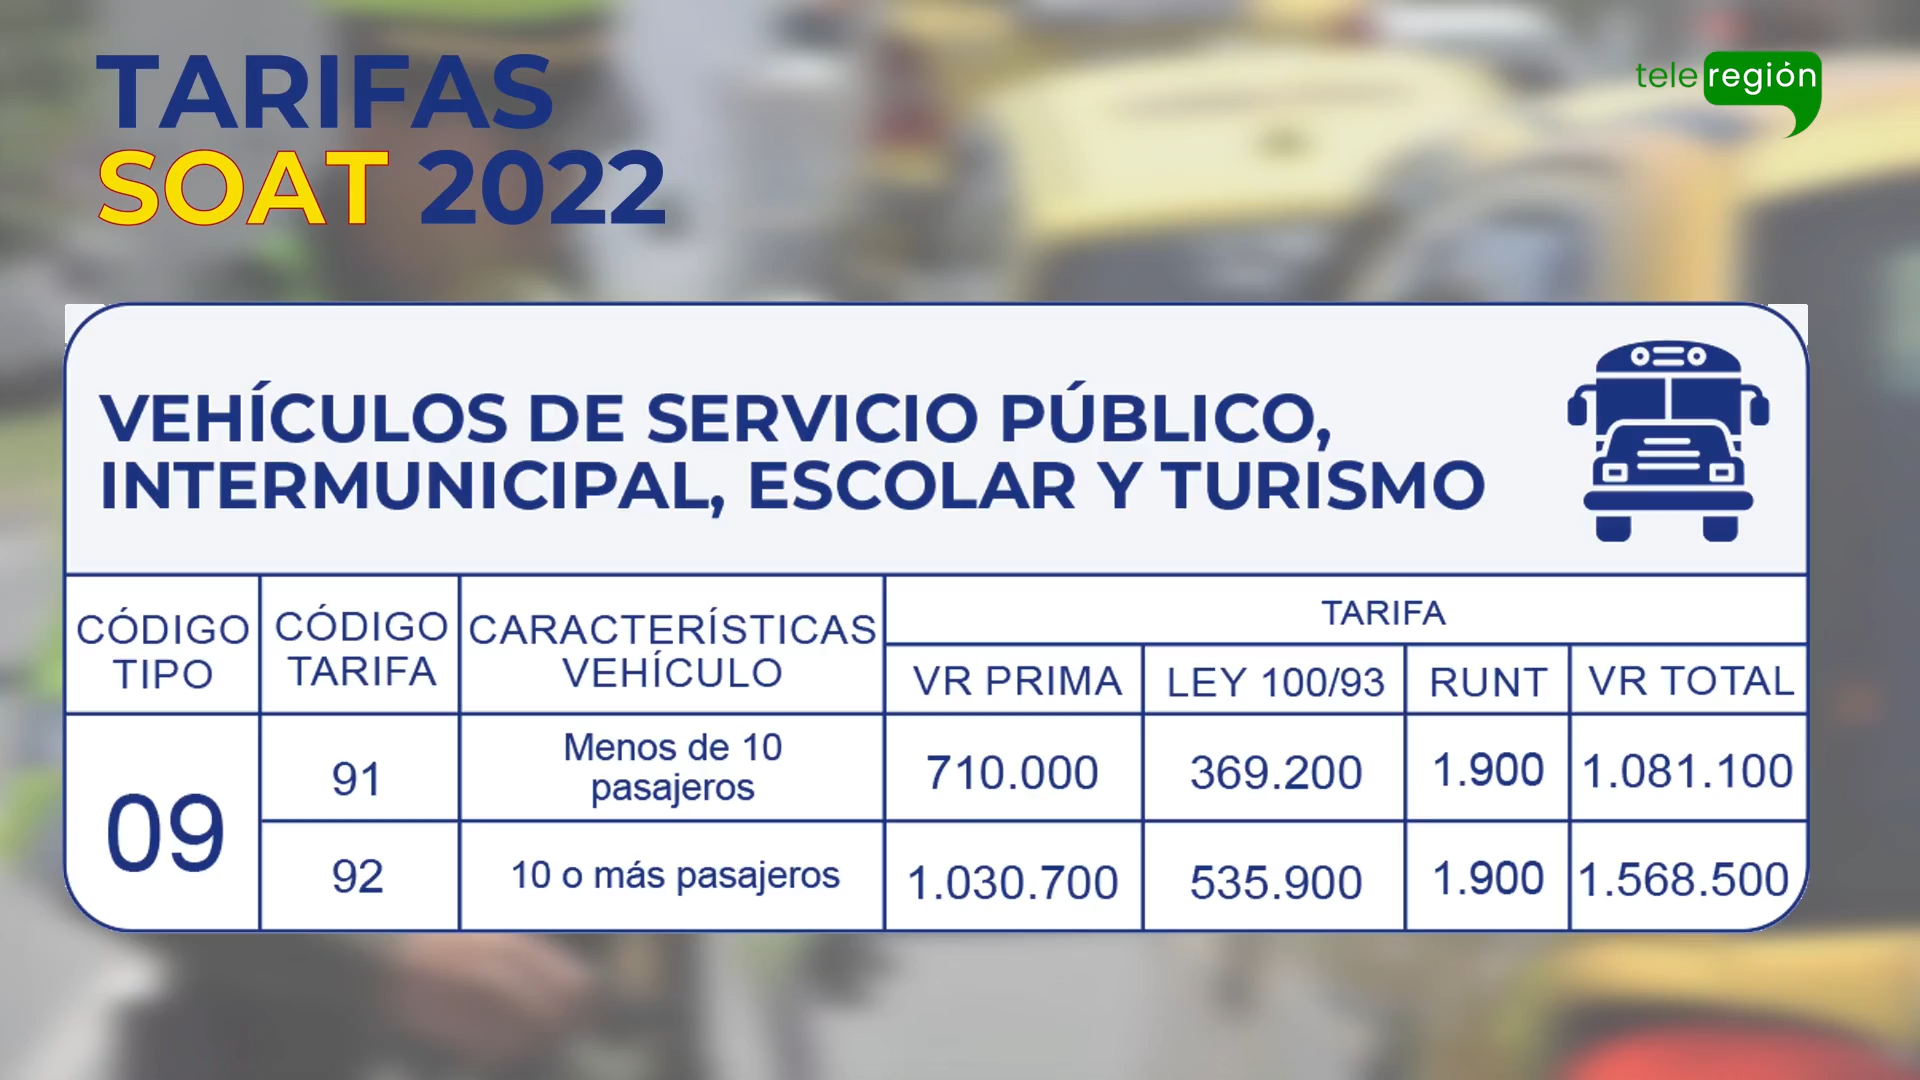 TARIFAS
SOAT 2022
tele región
VEHÍCULOS DE SERVICIO PÚBLICO,
INTERMUNICIPAL, ESCOLAR Y TURISMO
CÓDIGO TIPO
CÓDIGO TARIFA
CARACTERÍSTICAS VEHÍCULO
TARIFA
VR PRIMA LEY 100/93 RUNT VR TOTAL
09
91 Menos de 10 pasajeros 710.000 369.200 1.900 1.081.100
92 10 o más pasajeros 1.030.700 535.900 1.900 1.568.500